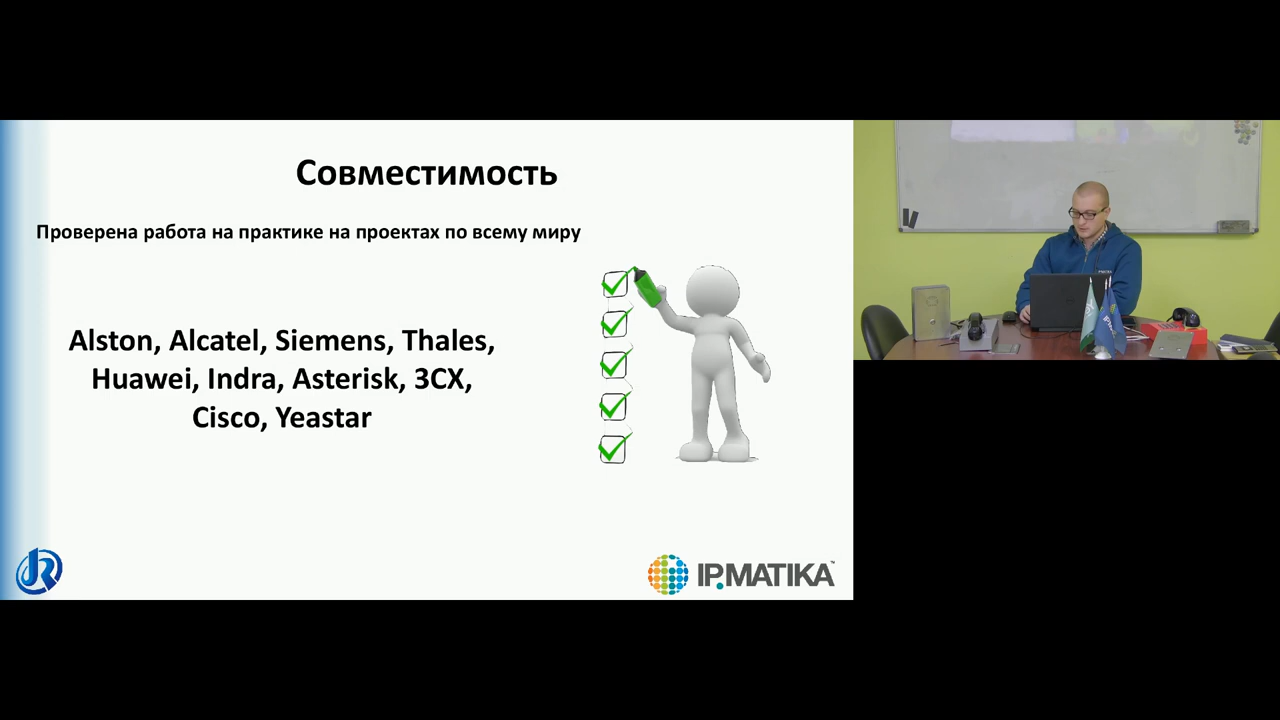 Совместимость
Проверена работа на практике на проектах по всему миру
Alston, Alcatel, Siemens, Thales,
Huawei, Indra, Asterisk, 3CX,
Cisco, Yeastar
IP.MATIKA™